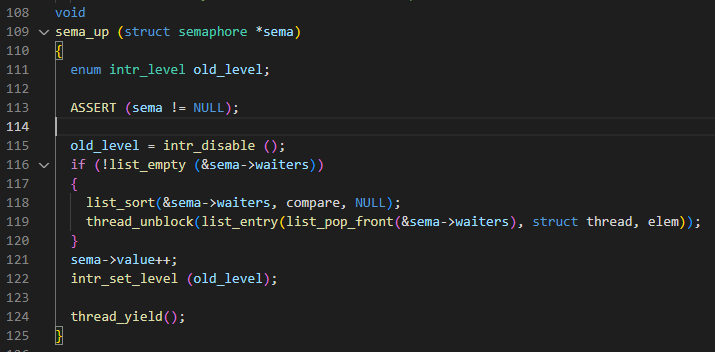 108 void
109 sema_up (struct semaphore *sema)
110 {
111   enum intr_level old_level;
112
113   ASSERT (sema != NULL);
114
115   old_level = intr_disable ();
116   if (!list_empty (&sema->waiters))
117   {
118     list_sort(&sema->waiters, compare, NULL);
119     thread_unblock(list_entry(list_pop_front(&sema->waiters), struct thread, elem));
120   }
121   sema->value++;
122   intr_set_level (old_level);
123
124   thread_yield();
125 }